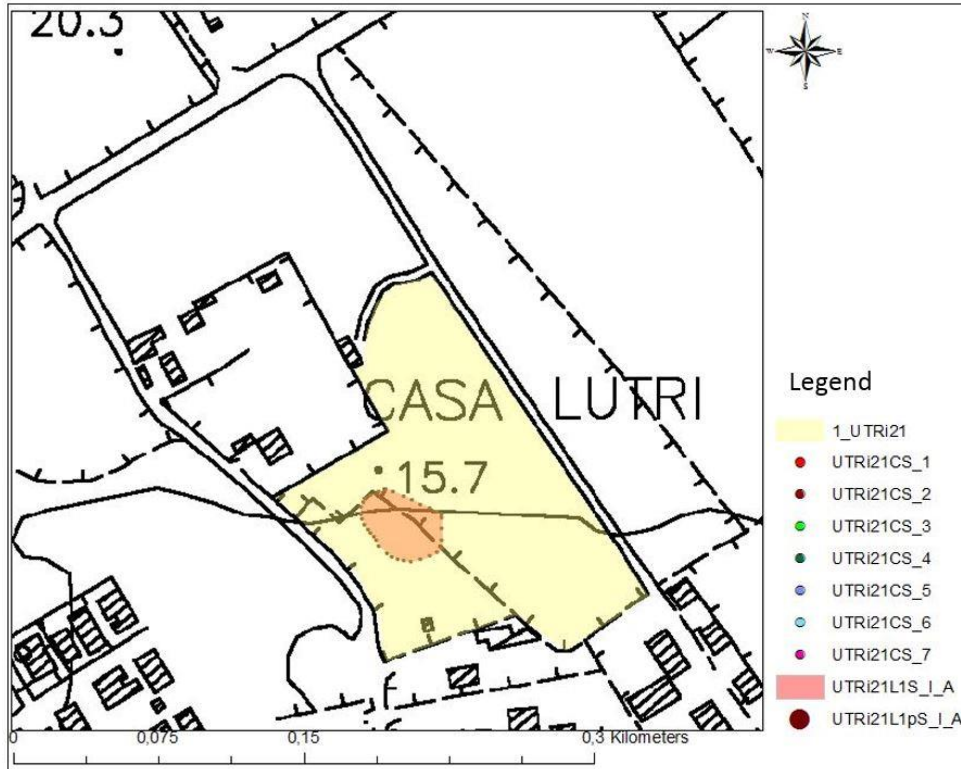 20.3
N
W E
S
CASA LUTRI
15.7
Legend
1_UTRi21
UTRi21CS_1
UTRi21CS_2
UTRi21CS_3
UTRi21CS_4
UTRi21CS_5
UTRi21CS_6
UTRi21CS_7
UTRi21L1S_I_A
UTRi21L1pS_I_A
0 0,075 0,15 0,3 Kilometers